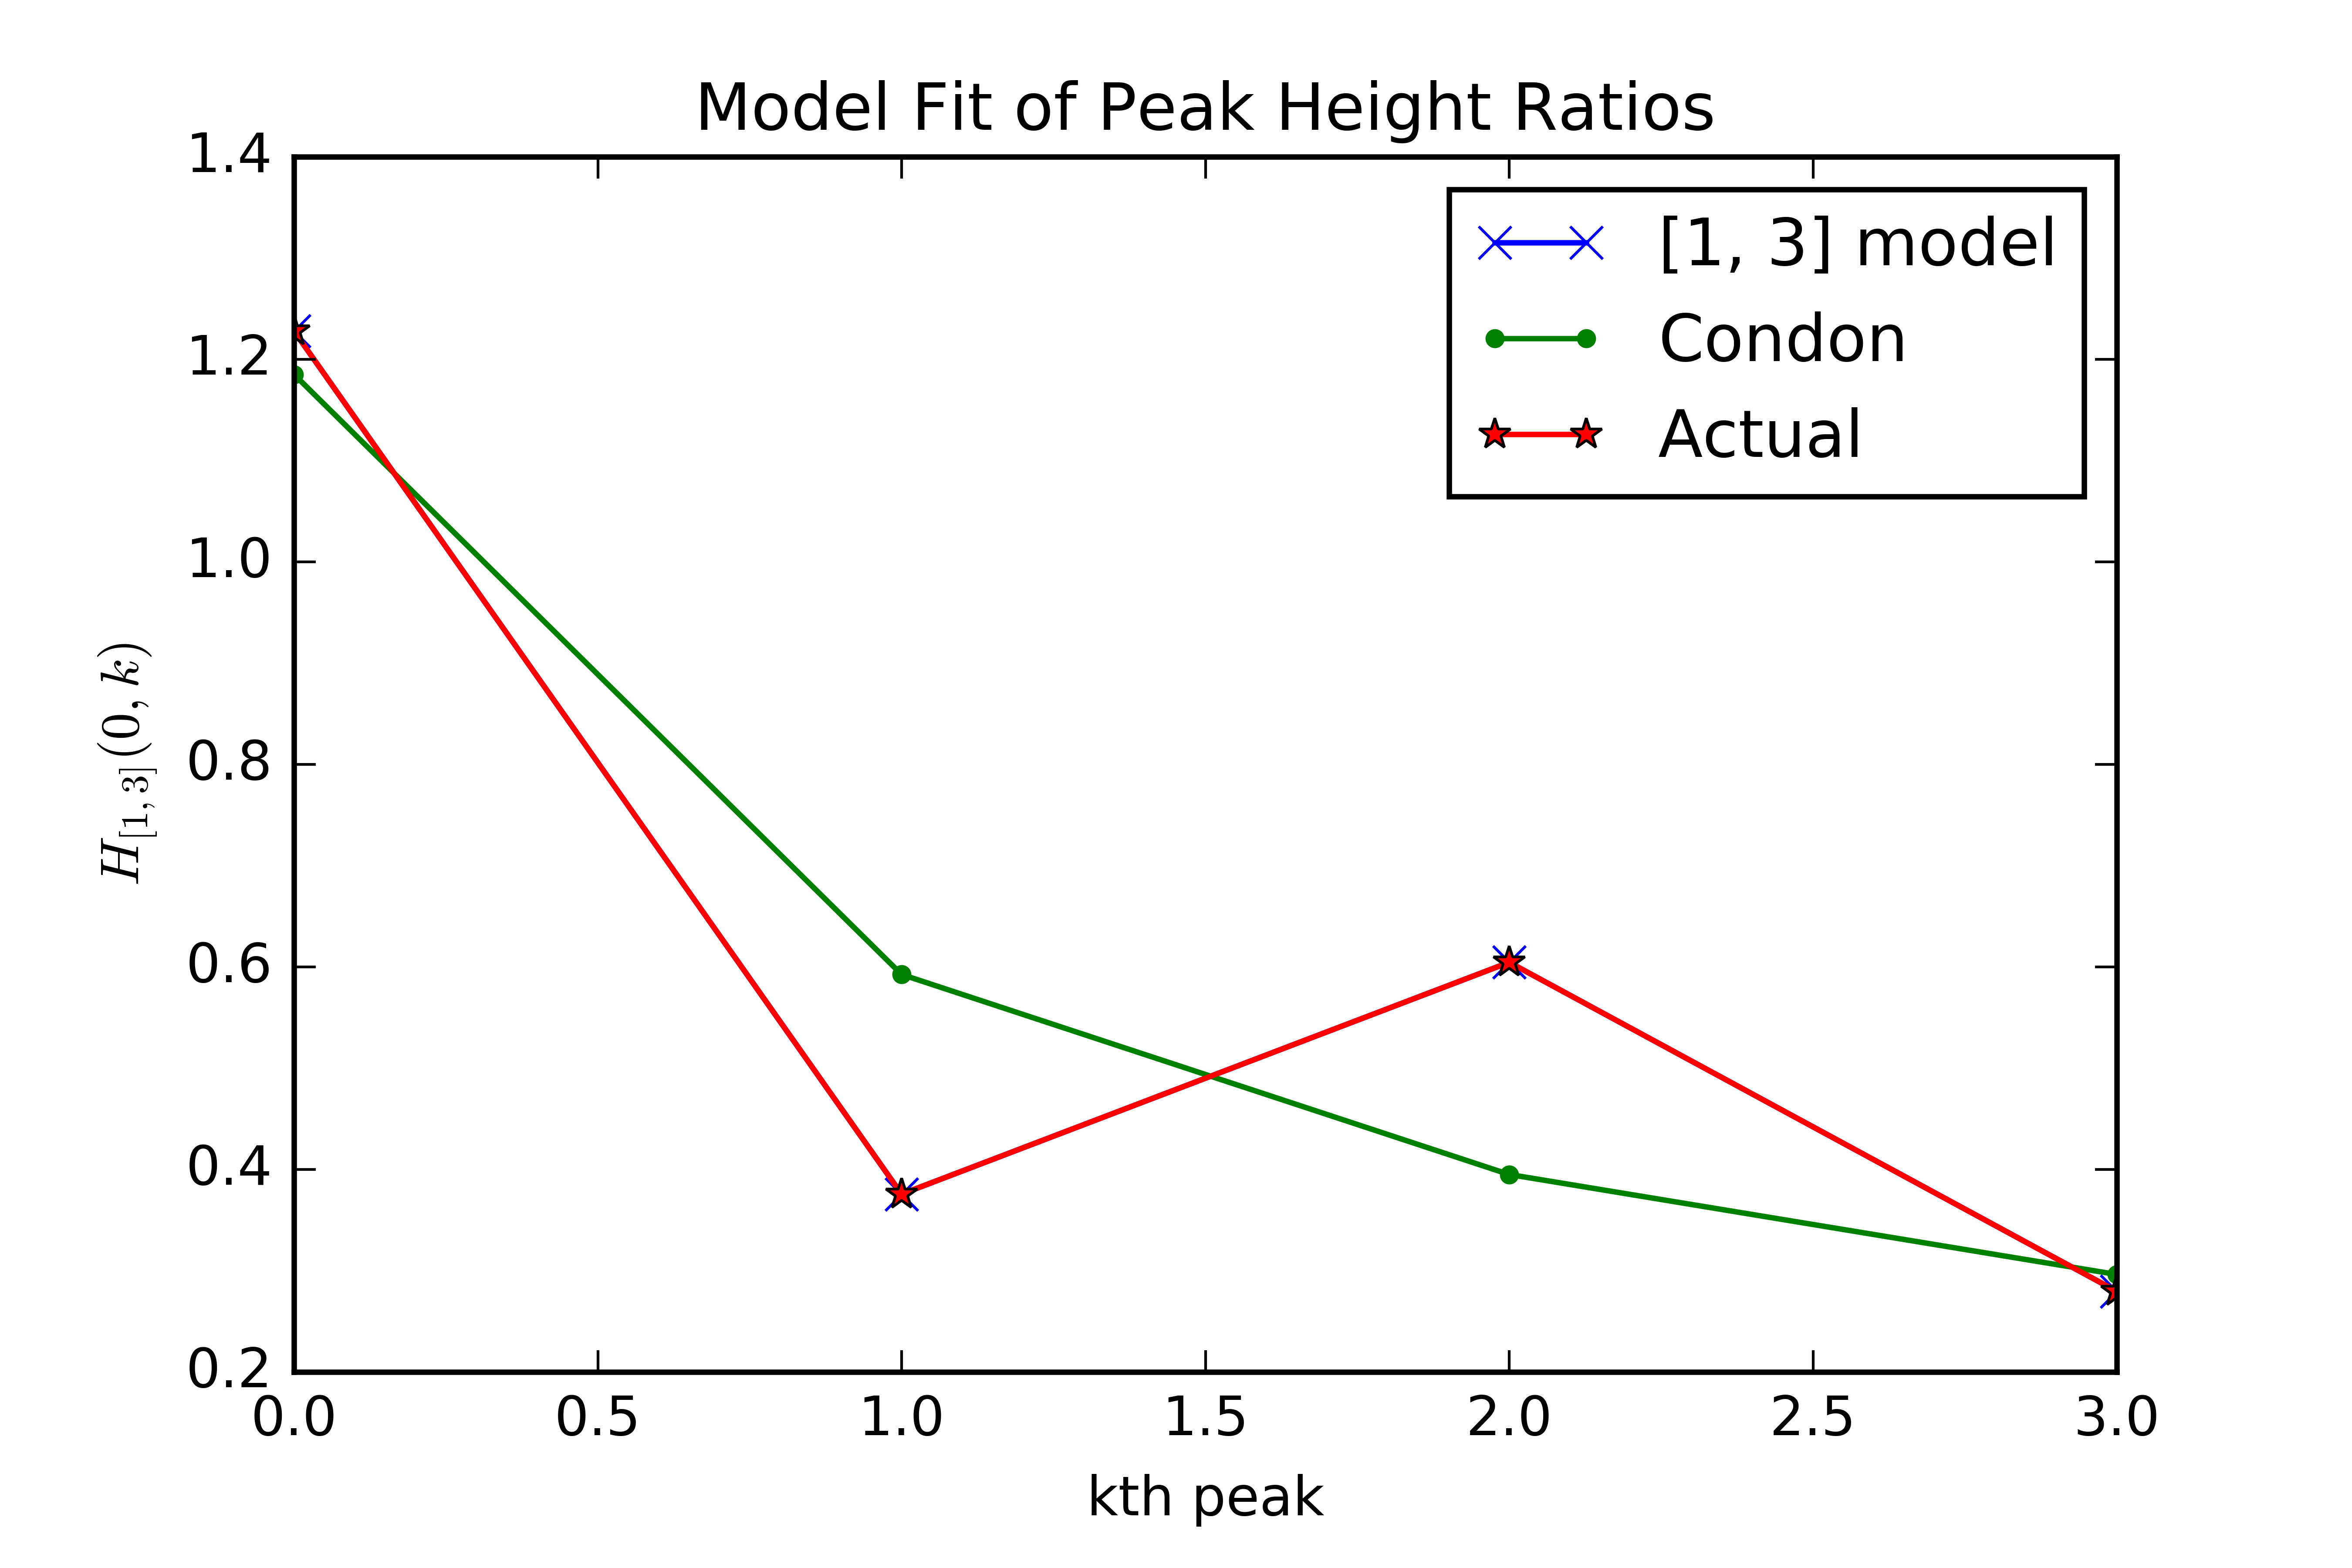 Model Fit of Peak Height Ratios
1.4
1.2
1.0
0.8
0.6
0.4
0.2
H[1,3](0,k)
[1, 3] model
Condon
Actual
0.0 0.5 1.0 1.5 2.0 2.5 3.0
kth peak